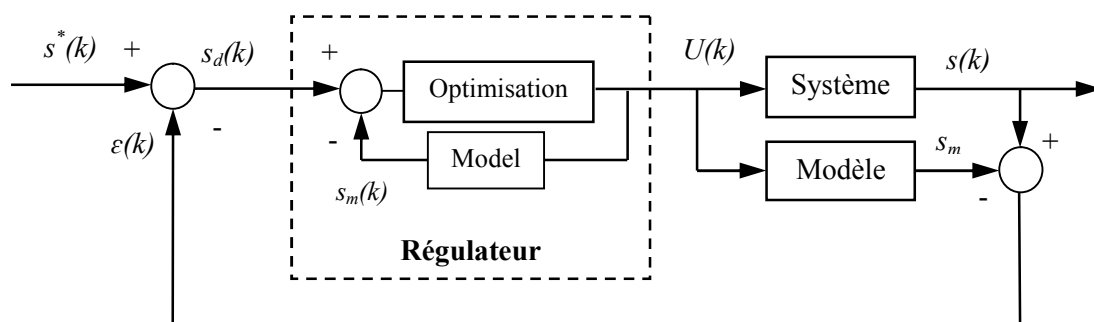 s*(k)
+
s_d(k)
-
ε(k)
+
-
Optimisation
Model
s_m(k)
Régulateur
U(k)
Système
s(k)
Modèle
s_m
+
-